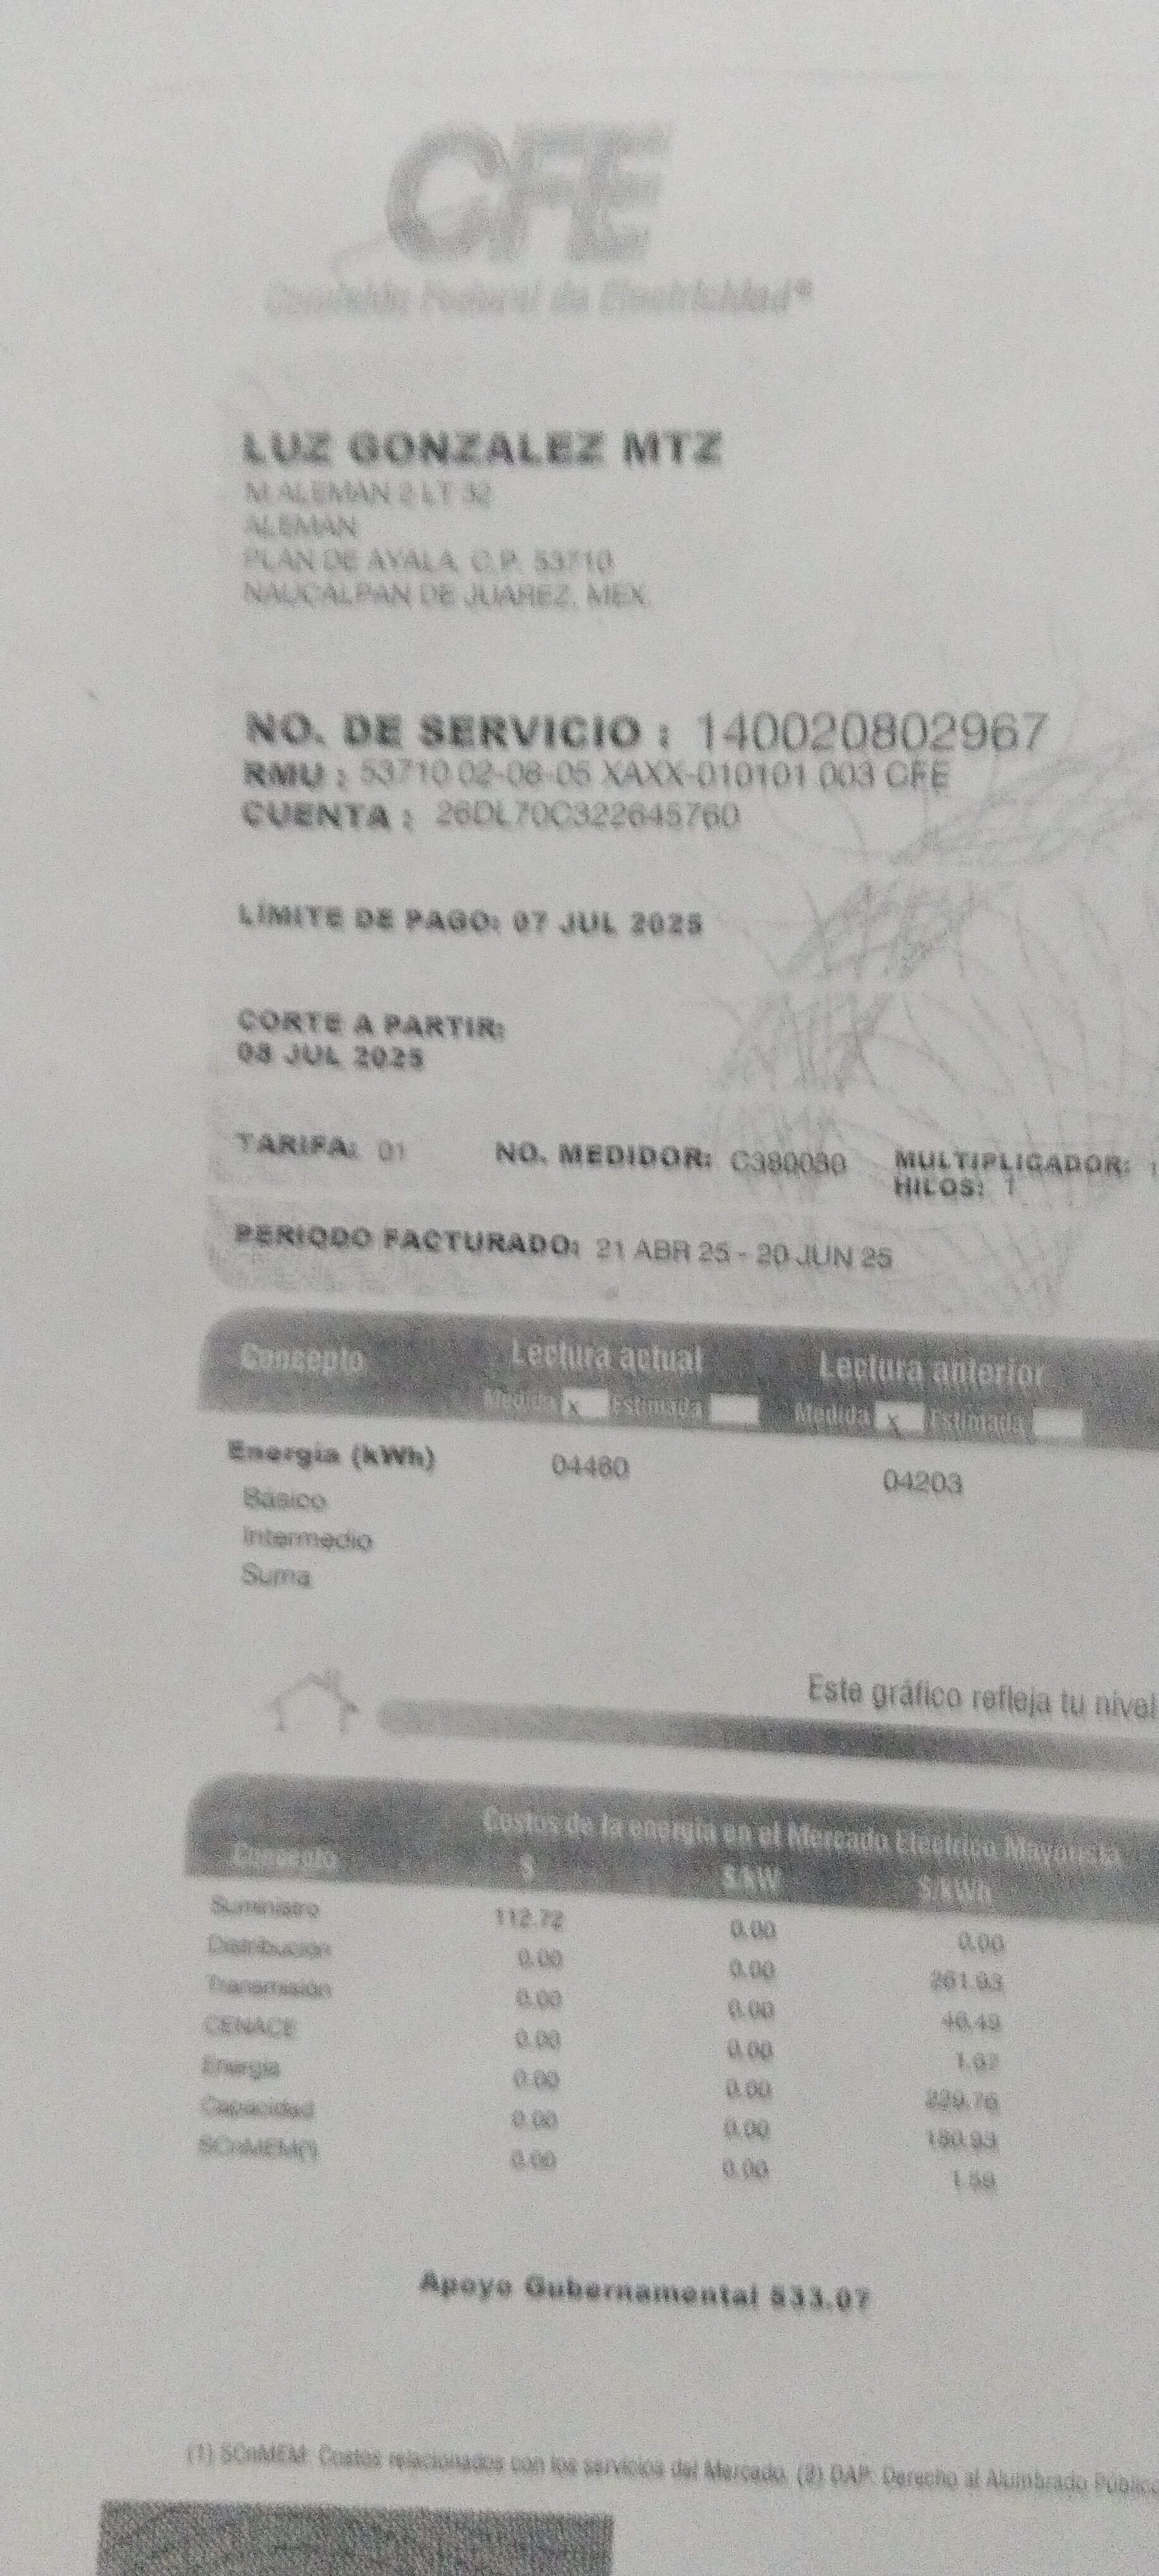 CFE
Comisión Federal de Electricidad®
LUZ GONZALEZ MTZ
M.ALEMAN 2 LT 32
ALEMAN
PLAN DE AYALA, C.P. 53710
NAUCALPAN DE JUAREZ, MEX.
NO. DE SERVICIO : 140020802967
RMU : 53710 02-08-05 XAXX-010101 003 CFE
CUENTA : 26DL70C322645760
LÍMITE DE PAGO: 07 JUL 2025
CORTE A PARTIR:
08 JUL 2025
TARIFA: 01 NO. MEDIDOR: C380080 MULTIPLICADOR: 1
HILOS: 1
PERIODO FACTURADO: 21 ABR 25 - 20 JUN 25
Concepto Lectura actual Lectura anterior
Medida X Estimada Medida X Estimada
Energía (kWh) 04460 04203
Básico
Intermedio
Suma
Este gráfico refleja tu nivel
Costos de la energía en el Mercado Eléctrico Mayorista
Concepto $ $/kW $/kWh
Suministro 112.72 0.00 0.00
Distribución 0.00 0.00 261.93
Transmisión 0.00 0.00 46.49
CENACE 0.00 0.00
Energía 0.00 0.00
Capacidad 0.00 0.00 180.93
SCnMEM(1) 0.00 0.00
Apoyo Gubernamental 533.07
(1) SCnMEM: Costos relacionados con los servicios del Mercado, (2) DAP: Derecho al Alumbrado Público